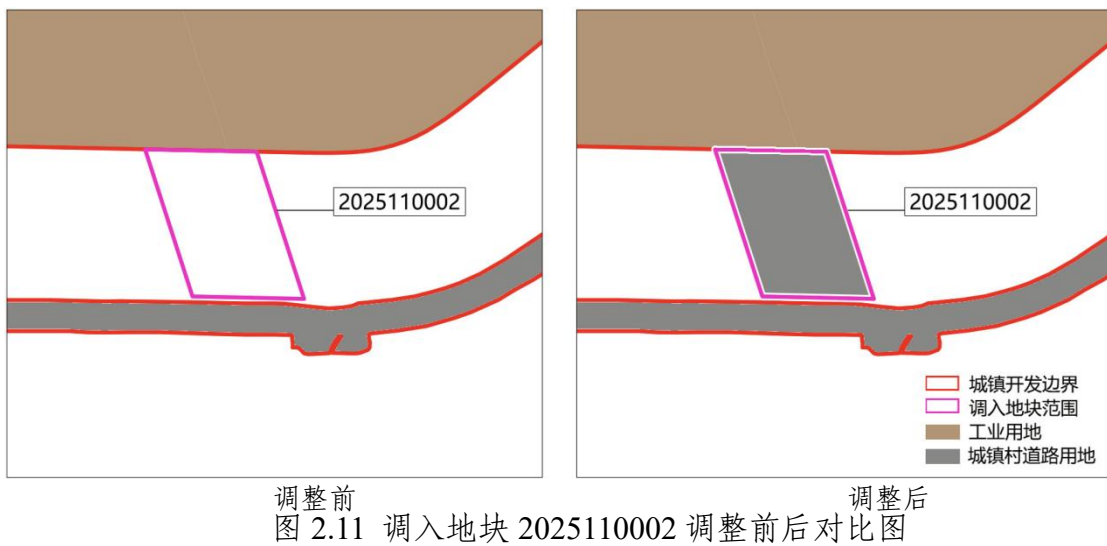 2025110002
2025110002
城镇开发边界
调入地块范围
工业用地
城镇村道路用地
调整前
调整后
图 2.11 调入地块 2025110002 调整前后对比图